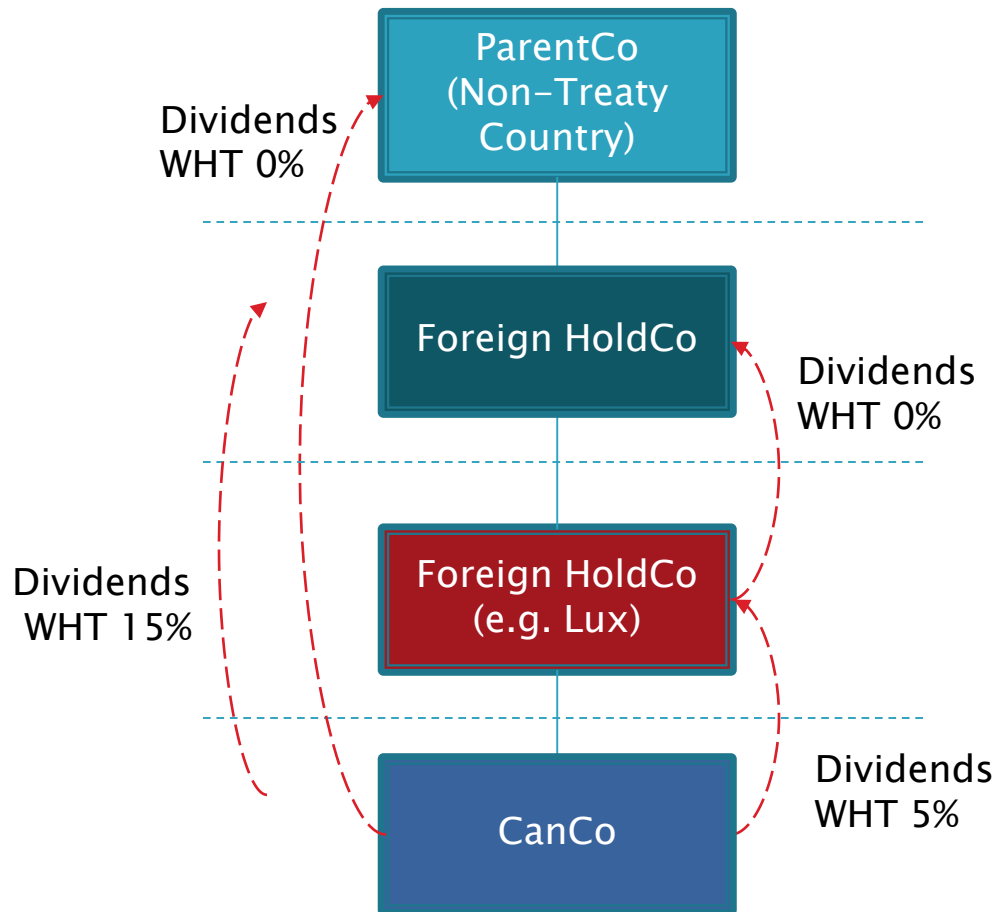 ParentCo
(Non-Treaty
Country)
Dividends
WHT 0%
Foreign HoldCo
Dividends
WHT 0%
Dividends
WHT 15%
Foreign HoldCo
(e.g. Lux)
Dividends
WHT 5%
CanCo